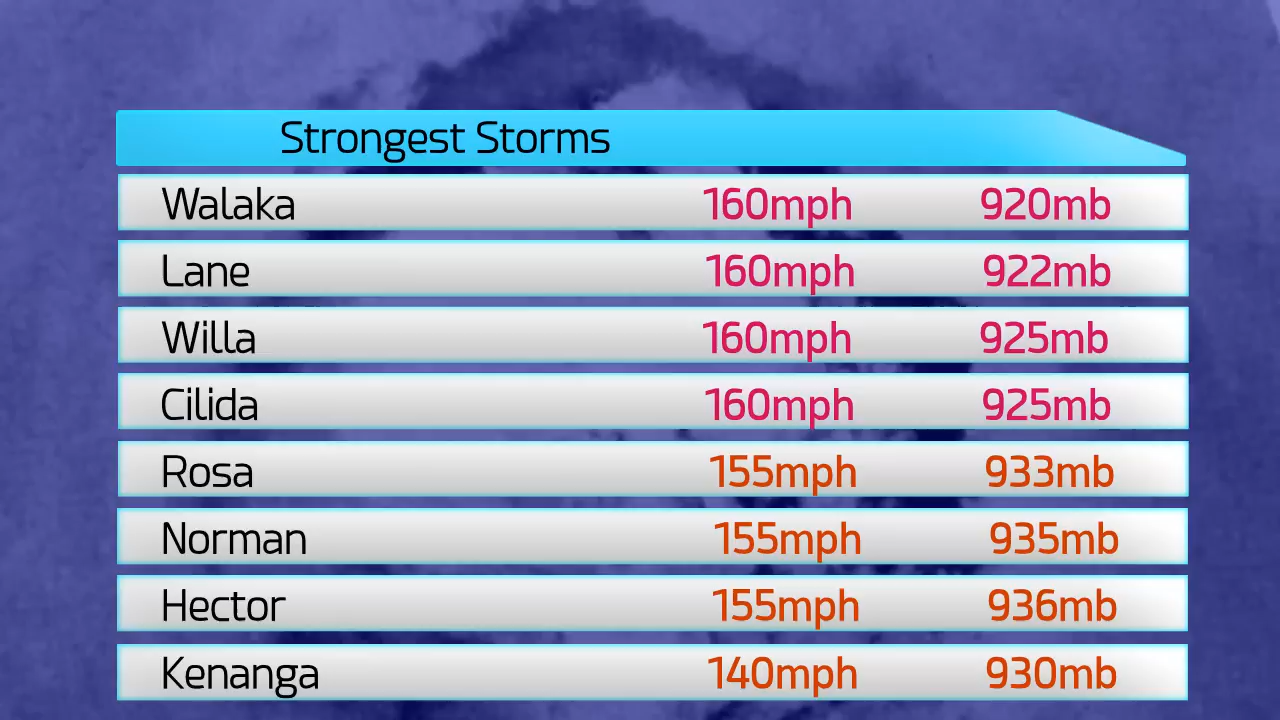 Strongest Storms
Walaka 160mph 920mb
Lane 160mph 922mb
Willa 160mph 925mb
Cilida 160mph 925mb
Rosa 155mph 933mb
Norman 155mph 935mb
Hector 155mph 936mb
Kenanga 140mph 930mb